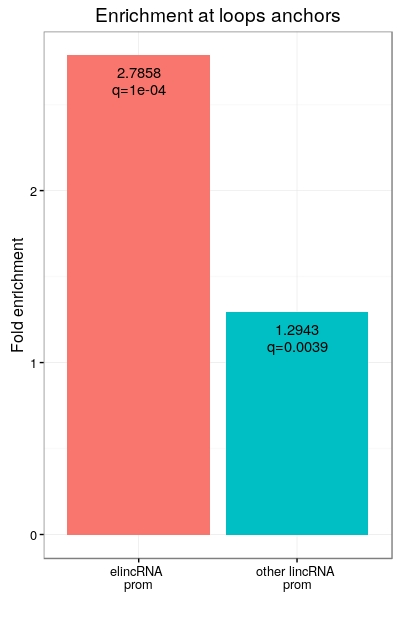 Enrichment at loops anchors
2.7858
q=1e-04
2
Fold enrichment
1.2943
q=0.0039
1
0
elincRNA
prom
other lincRNA
prom